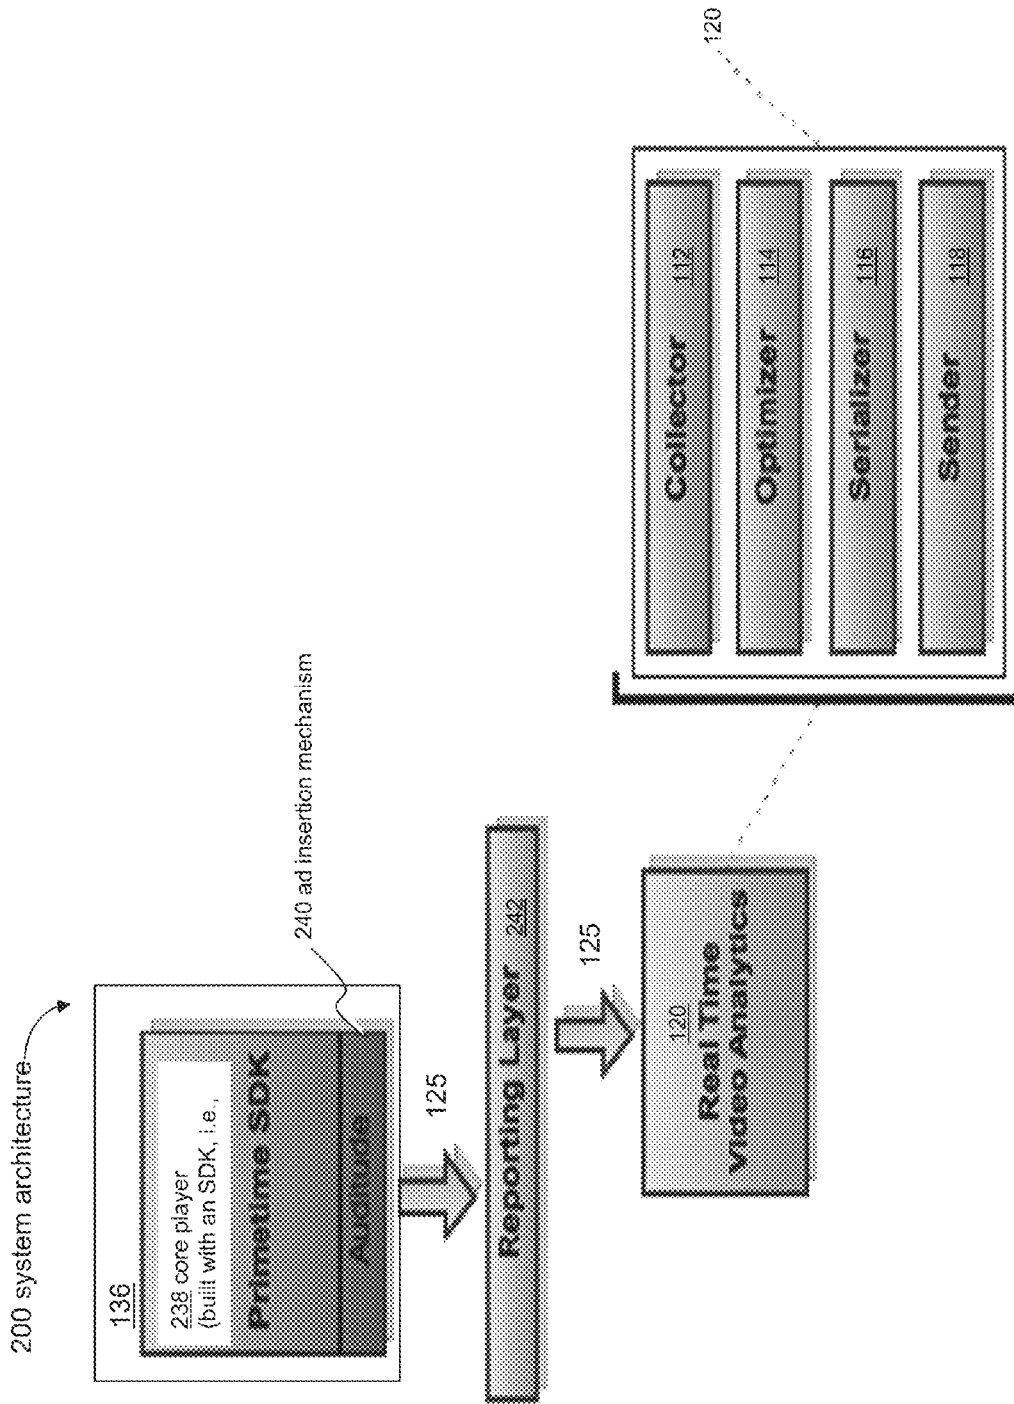 200 system architecture
136
238 core player
(built with an SDK, i.e.,
Primetime SDK
Auditude
240 ad insertion mechanism
125
Reporting Layer 242
125
120
Real Time
Video Analytics
120
Collector 112
Optimizer 114
Serializer 116
Sender 118